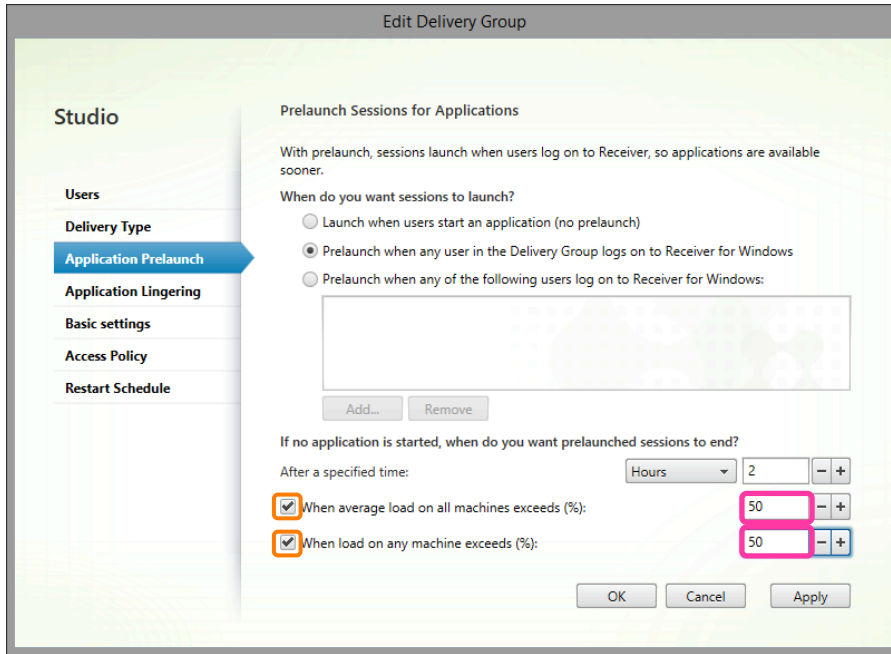 Edit Delivery Group
Studio
Users
Delivery Type
Application Prelaunch
Application Lingering
Basic settings
Access Policy
Restart Schedule
Prelaunch Sessions for Applications
With prelaunch, sessions launch when users log on to Receiver, so applications are available
sooner.
When do you want sessions to launch?
Launch when users start an application (no prelaunch)
Prelaunch when any user in the Delivery Group logs on to Receiver for Windows
Prelaunch when any of the following users log on to Receiver for Windows:
Add... Remove
If no application is started, when do you want prelaunched sessions to end?
After a specified time: Hours 2 − +
When average load on all machines exceeds (%): 50 − +
When load on any machine exceeds (%): 50 − +
OK Cancel Apply